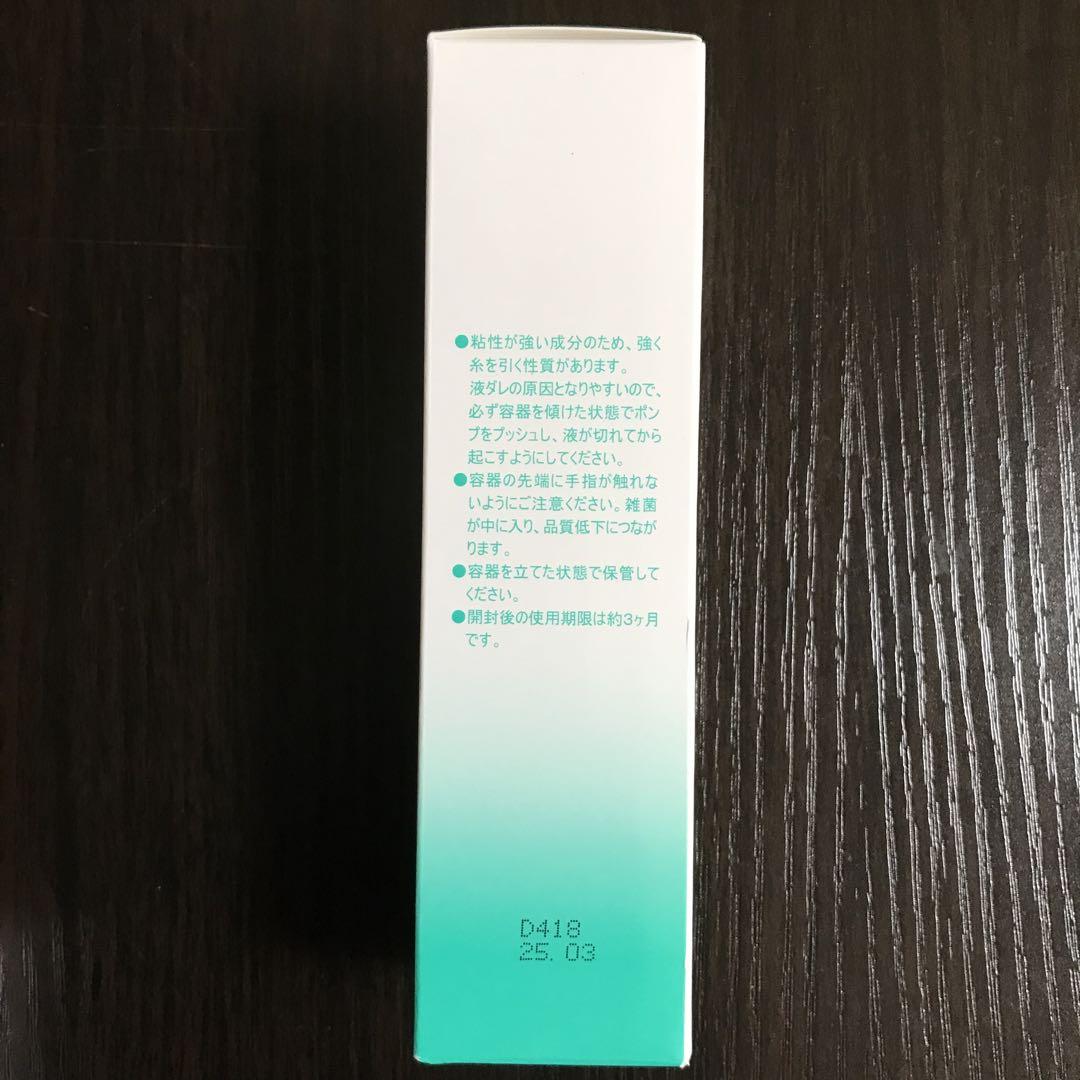 ●粘性が強い成分のため、強く
糸を引く性質があります。
液ダレの原因となりやすいので、
必ず容器を傾けた状態でポン
プをプッシュし、液が切れてから
起こすようにしてください。
●容器の先端に手指が触れな
いようにご注意ください。雑菌
が中に入り、品質低下につなが
ります。
●容器を立てた状態で保管して
ください。
●開封後の使用期限は約3ヶ月
です。
D418
25. 03